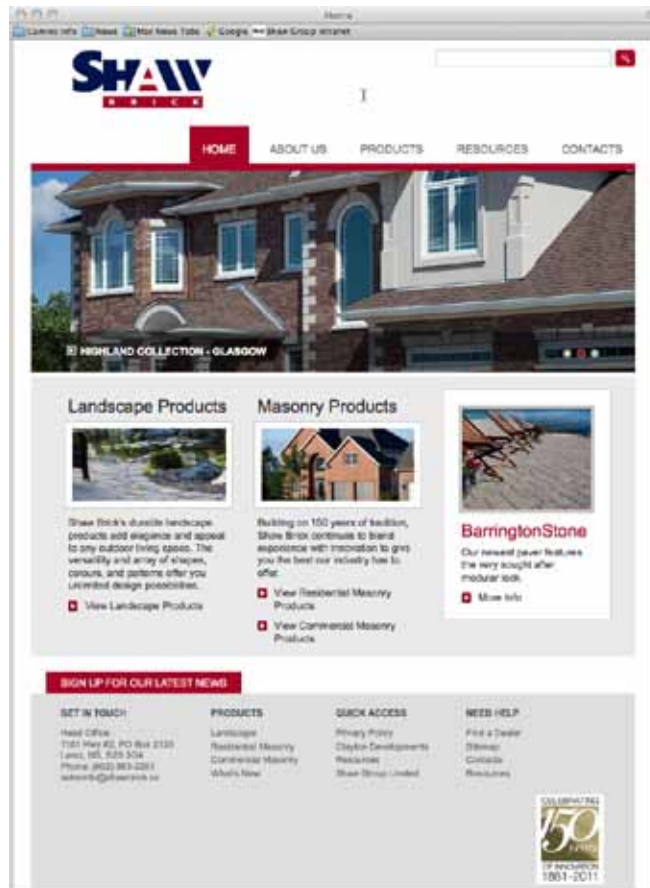 Home
News
Google
Shaw Group Intranet
SHAW
BRICK
HOME
ABOUT US
PRODUCTS
RESOURCES
CONTACTS
HIGHLAND COLLECTION - GLASGOW
Landscape Products
Shaw Brick's durable landscape
products add elegance and appeal
to any outdoor living space. The
versatility and array of shapes,
colours, and patterns offer you
unlimited design possibilities.
View Landscape Products
Masonry Products
Building on 150 years of tradition,
Shaw Brick continues to blend
experience with innovation to give
you the best our industry has to
offer.
View Residential Masonry
Products
View Commercial Masonry
Products
BarringtonStone
Our newest paver features
the very sought after
modular look.
More Info
SIGN UP FOR OUR LATEST NEWS
GET IN TOUCH
Head Office
Phone:
PRODUCTS
Landscape
Residential Masonry
Commercial Masonry
What's New
QUICK ACCESS
Privacy Policy
Clayton Developments
Resources
Shaw Group Limited
NEED HELP
Find a Dealer
Sitemap
Contacts
Resources
CELEBRATING
150
YEARS
OF INNOVATION
1861-2011